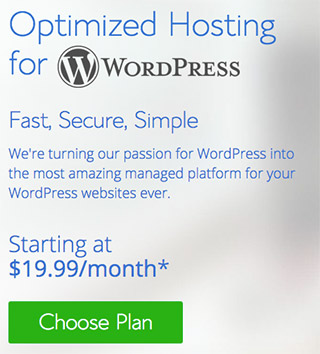 Optimized Hosting
for WORDPRESS
Fast, Secure, Simple
We're turning our passion for WordPress into
the most amazing managed platform for your
WordPress websites ever.
Starting at
$19.99/month*
Choose Plan